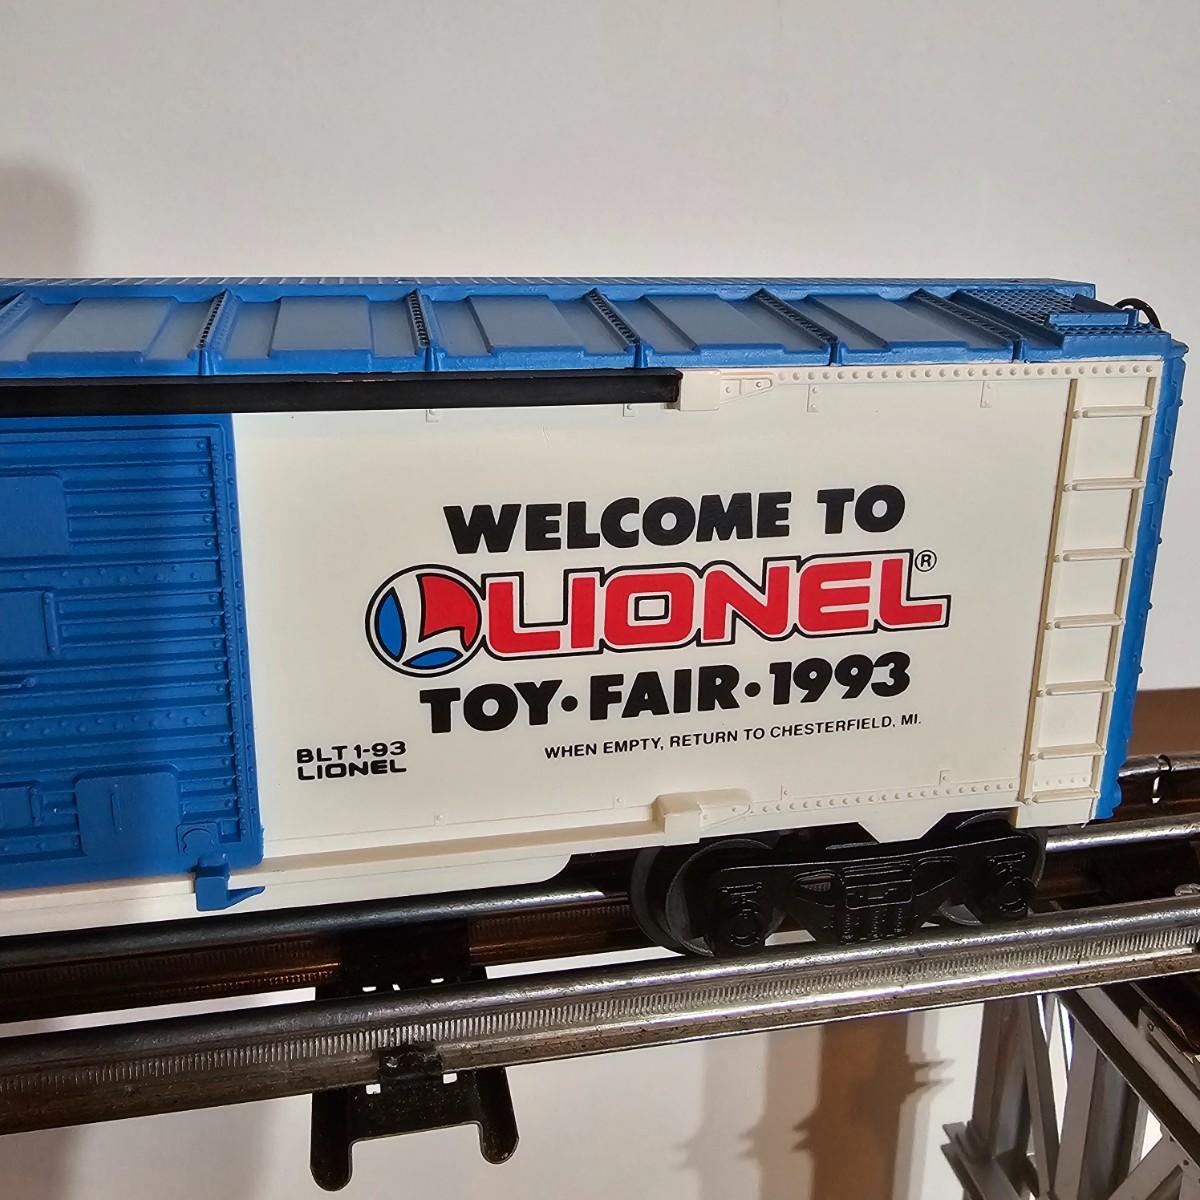 WELCOME TO
L LIONEL®
TOY•FAIR•1993
WHEN EMPTY, RETURN TO CHESTERFIELD, MI.
BLT 1-93
LIONEL